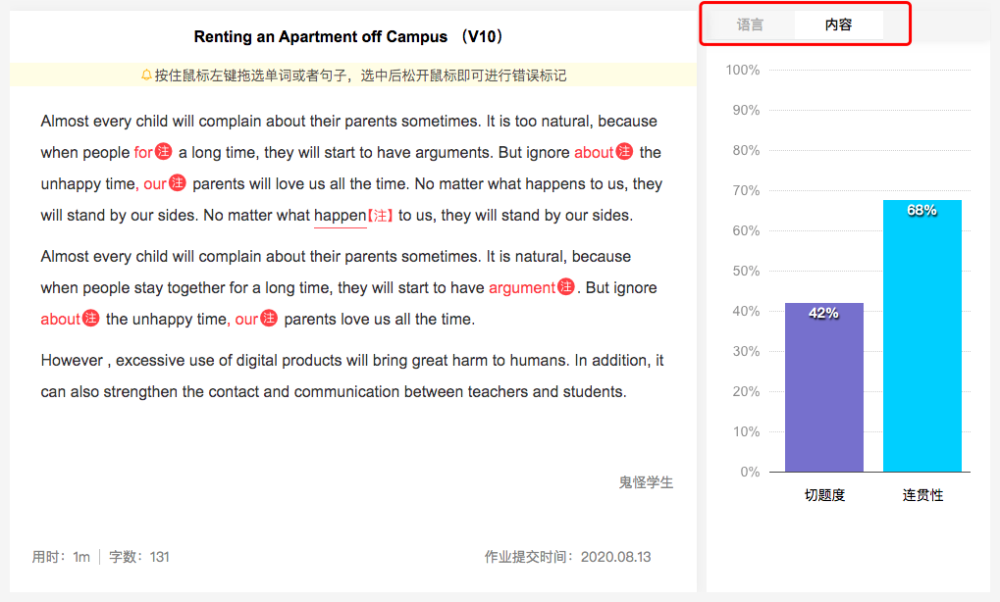 Renting an Apartment off Campus （V10）
按住鼠标左键拖选单词或者句子，选中后松开鼠标即可进行错误标记
Almost every child will complain about their parents sometimes. It is too natural, because
when people for注 a long time, they will start to have arguments. But ignore about注 the
unhappy time, our注 parents will love us all the time. No matter what happens to us, they
will stand by our sides. No matter what happen【注】 to us, they will stand by our sides.
Almost every child will complain about their parents sometimes. It is natural, because
when people stay together for a long time, they will start to have argument注. But ignore
about注 the unhappy time, our注 parents love us all the time.
However , excessive use of digital products will bring great harm to humans. In addition, it
can also strengthen the contact and communication between teachers and students.
鬼怪学生
用时：1m | 字数：131
作业提交时间：2020.08.13
语言 内容
100%
90%
80%
70%
60%
50%
40%
30%
20%
10%
0%
42%
68%
切题度 连贯性